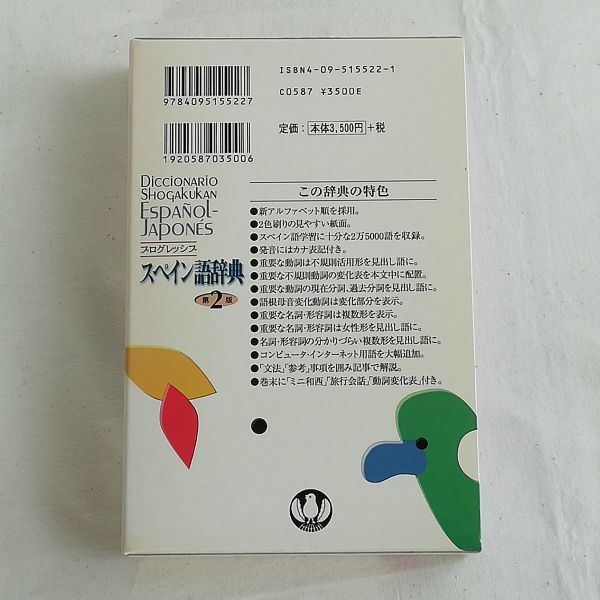 ISBN4-09-515522-1
9784095155227
C0587 ¥3500E
定価：本体3,500円+税
1920587035006
DICCIONARIO
SHOGAKUKAN
ESPAÑOL-
JAPONÉS
プログレッシブ
スペイン語辞典
第2版
この辞典の特色
●新アルファベット順を採用。
●2色刷りの見やすい紙面。
●スペイン語学習に十分な2万5000語を収録。
●発音にはカナ表記付き。
●重要な動詞は不規則活用形を見出し語に。
●重要な不規則動詞の変化表を本文中に配置。
●重要な動詞の現在分詞、過去分詞を見出し語に。
●語根母音変化動詞は変化部分を表示。
●重要な名詞・形容詞は複数形を表示。
●重要な名詞・形容詞は女性形を見出し語に。
●名詞・形容詞の分かりづらい複数形を見出し語に。
●コンピュータ・インターネット用語を大幅追加。
●「文法」「参考」事項を囲み記事で解説。
●巻末に「ミニ和西」「旅行会話」「動詞変化表」付き。